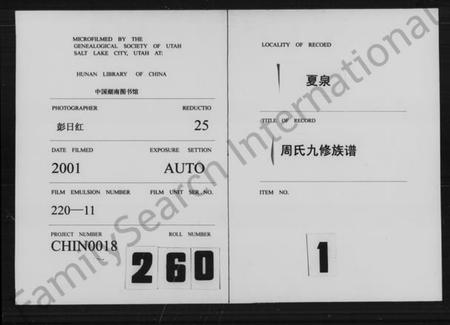 MICROFILMED BY THE
GENEALOGICAL SOCIETY OF UTAH
SALT LAKE CITY, UTAH AT:
HUNAN LIBRARY OF CHINA
中国湖南图书馆
PHOTOGRAPHER REDUCTIO
彭日红 25
DATE FILMED EXPOSURE SETTION
2001 AUTO
FILM EMULSION NUMBER FILM UNIT SER.NO.
220—11
PROJECT NUMBER ROLL NUMBER
CHIN0018
260
LOCALITY OF RECOED
夏泉
TITLE OF RECORD
周氏九修族谱
ITEM NO.
1
FamilySearch International